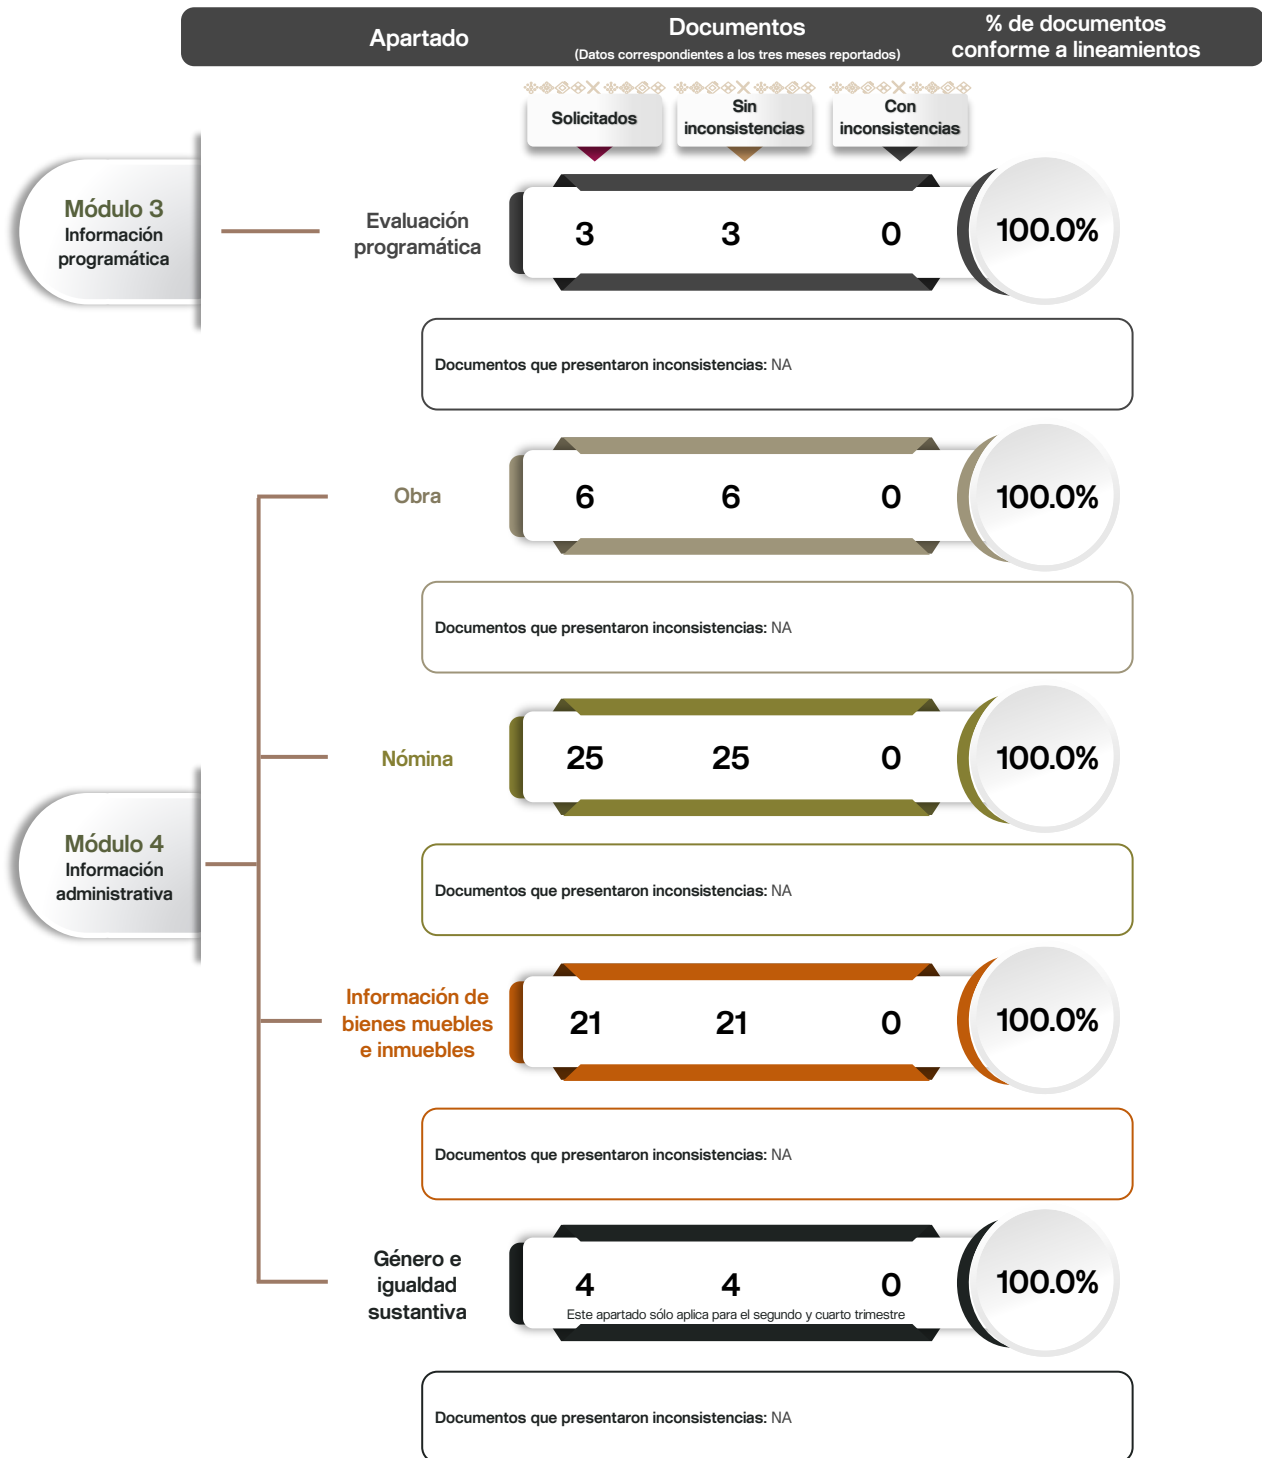 Apartado
Documentos
(Datos correspondientes a los tres meses reportados)
% de documentos
conforme a lineamientos
Solicitados
Sin
inconsistencias
Con
inconsistencias
Módulo 3
Información
programática
Evaluación
programática
3 3 0 100.0%
Documentos que presentaron inconsistencias: NA
Módulo 4
Información
administrativa
Obra
6 6 0 100.0%
Documentos que presentaron inconsistencias: NA
Nómina
25 25 0 100.0%
Documentos que presentaron inconsistencias: NA
Información de
bienes muebles
e inmuebles
21 21 0 100.0%
Documentos que presentaron inconsistencias: NA
Género e
igualdad
sustantiva
4 4 0 100.0%
Este apartado sólo aplica para el segundo y cuarto trimestre
Documentos que presentaron inconsistencias: NA